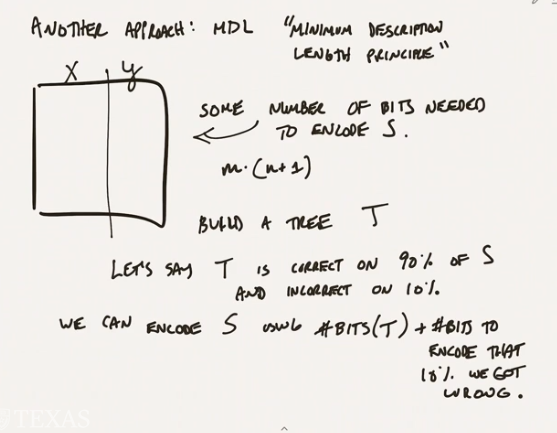 ANOTHER APPROACH: MDL "MINIMUM DESCRIPTION
LENGTH PRINCIPLE"
X y
SOME NUMBER OF BITS NEEDED
TO ENCODE S.
m·(n+1)
BUILD A TREE T
LET'S SAY T IS CORRECT ON 90% OF S
AND INCORRECT ON 10%.
WE CAN ENCODE S USING #BITS(T) + #BITS TO
ENCODE THAT
10% WE GOT
WRONG.
TEXAS